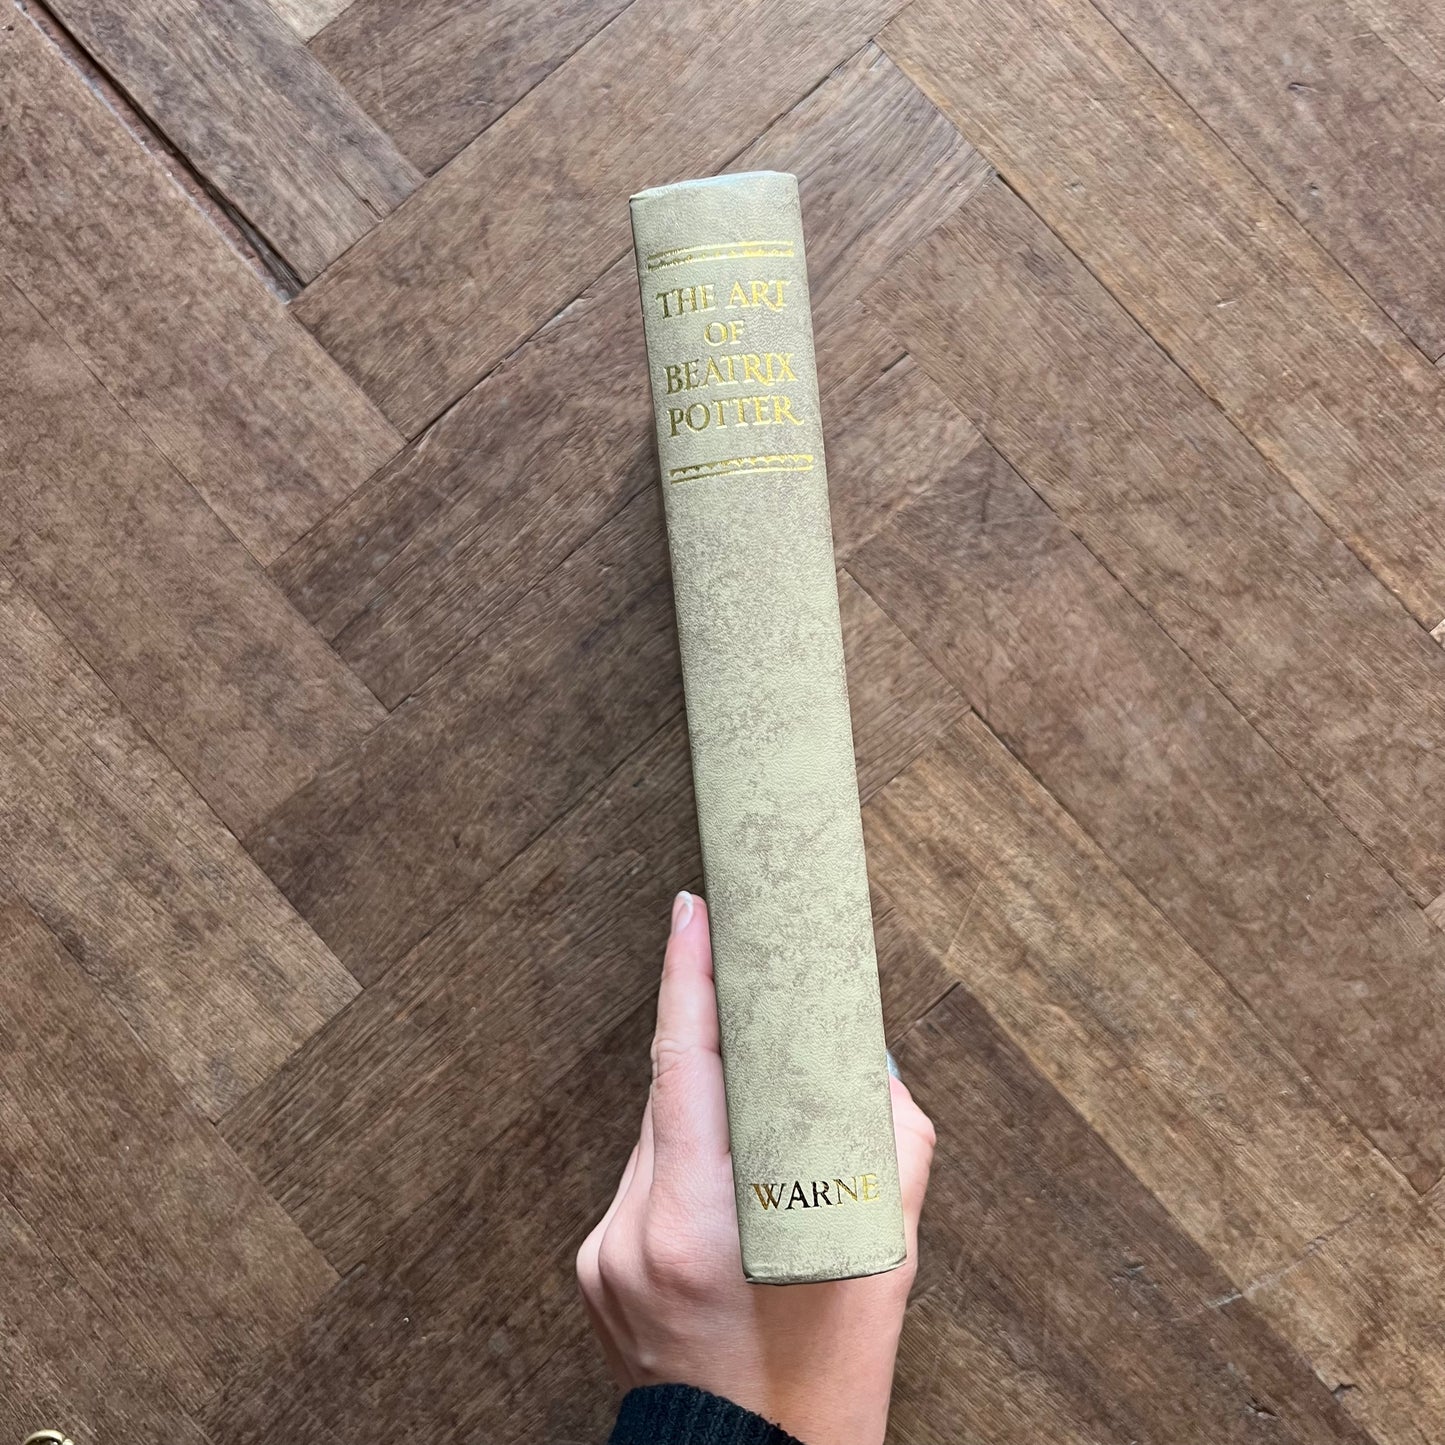 THE ART
OF
BEATRIX
POTTER
WARNE